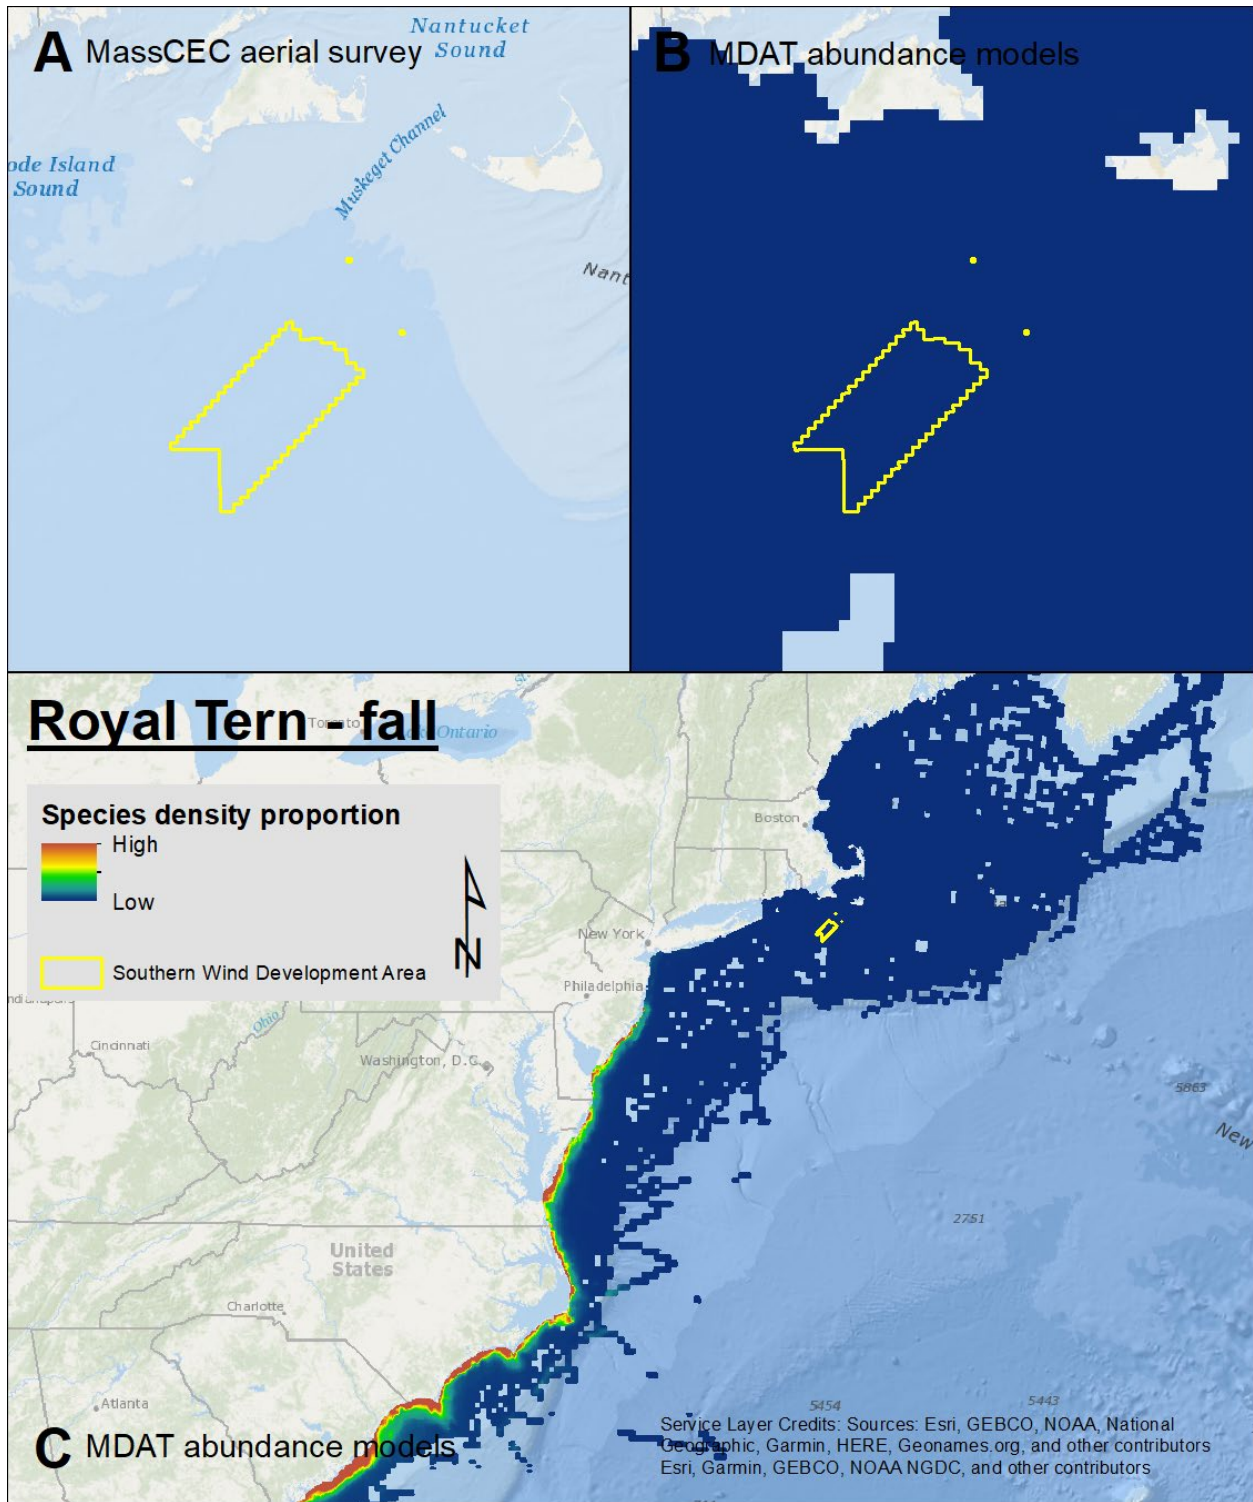 A MassCEC aerial survey
Nantucket
Sound
Muskeget Channel
ode Island
Sound
Nant
B MDAT abundance models
Royal Tern - fall
Toronto
Ontario
Species density proportion
High
Low
N
Southern Wind Development Area
Boston
New York
Philadelphia
Ohio
Cincinnati
Washington, D.C.
5863
New
2751
United
States
Charlotte
Atlanta
5454
5443
C MDAT abundance models
Service Layer Credits: Sources: Esri, GEBCO, NOAA, National
Geographic, Garmin, HERE, Geonames.org, and other contributors
Esri, Garmin, GEBCO, NOAA NGDC, and other contributors